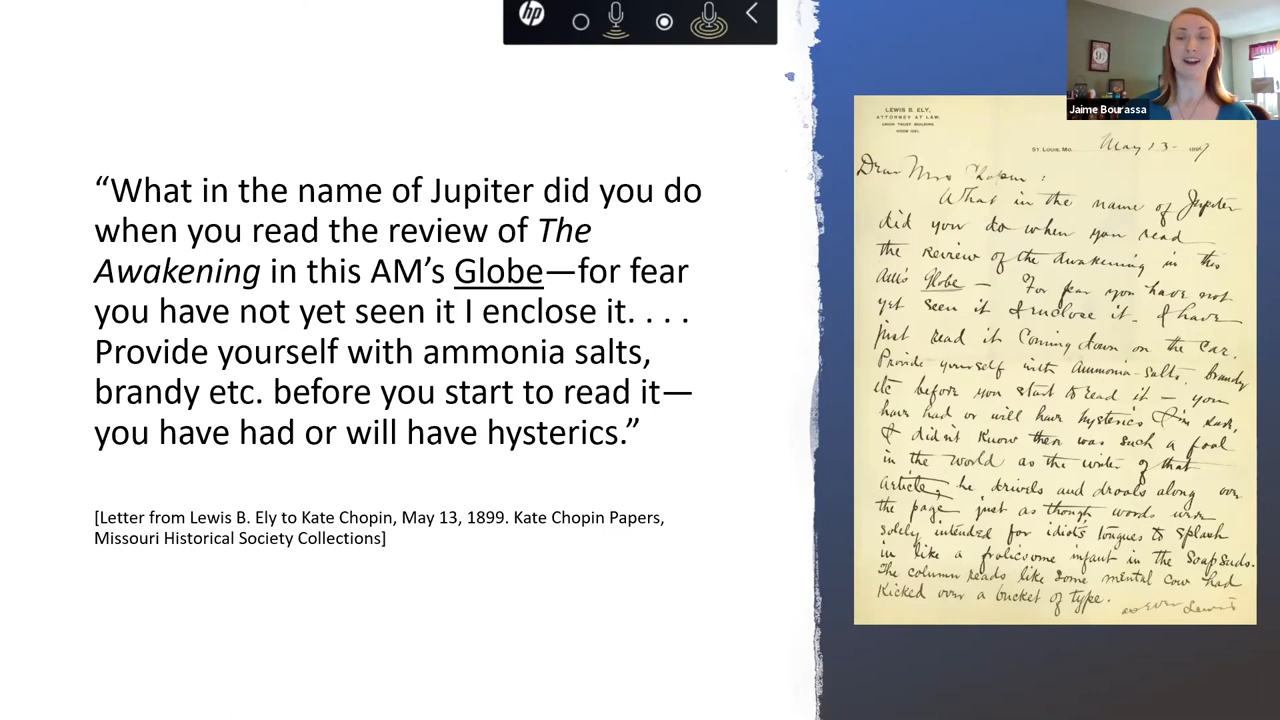 hp
Jaime Bourassa
“What in the name of Jupiter did you do
when you read the review of The
Awakening in this AM’s Globe—for fear
you have not yet seen it I enclose it. . . .
Provide yourself with ammonia salts,
brandy etc. before you start to read it—
you have had or will have hysterics.”
[Letter from Lewis B. Ely to Kate Chopin, May 13, 1899. Kate Chopin Papers,
Missouri Historical Society Collections]
LEWIS B. ELY,
ATTORNEY AT LAW,
UNION TRUST BUILDING
ST. LOUIS, MO. May 13- 1899
Dear Mrs Chopin :
What in the name of Jupiter
did you do when you read
the Review of the Awakening in this
AM's Globe — For fear you have not
yet seen it I enclose it. I have
just read it Coming down on the Car.
Provide yourself with Ammonia-Salts, brandy
etc before you start to read it — you
have had or will have hysterics
I didn't Know there was such a fool
in the World as the writer of that
Article, he drivels and drools along over
the page just as though words were
solely intended for idiots tongues to splash
in like a frolicsome infant in the Soap Suds.
The column reads like some mental Cow had
Kicked over a bucket of type.
as ever Lewis